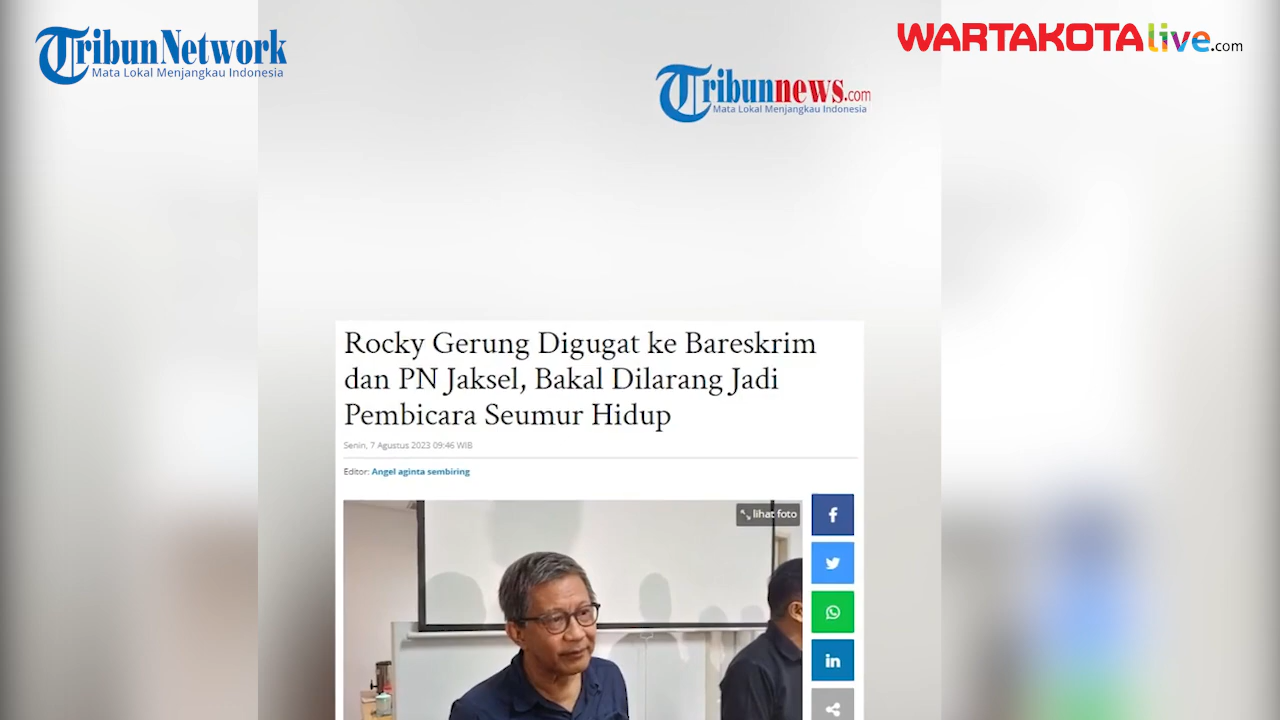 Tribun Network
Mata Lokal Menjangkau Indonesia
WARTAKOTAlive.com
Tribunnews.com
Mata Lokal Menjangkau Indonesia
Rocky Gerung Digugat ke Bareskrim
dan PN Jaksel, Bakal Dilarang Jadi
Pembicara Seumur Hidup
Senin, 7 Agustus 2023 09:46 WIB
Editor: Angel aginta sembiring
lihat foto